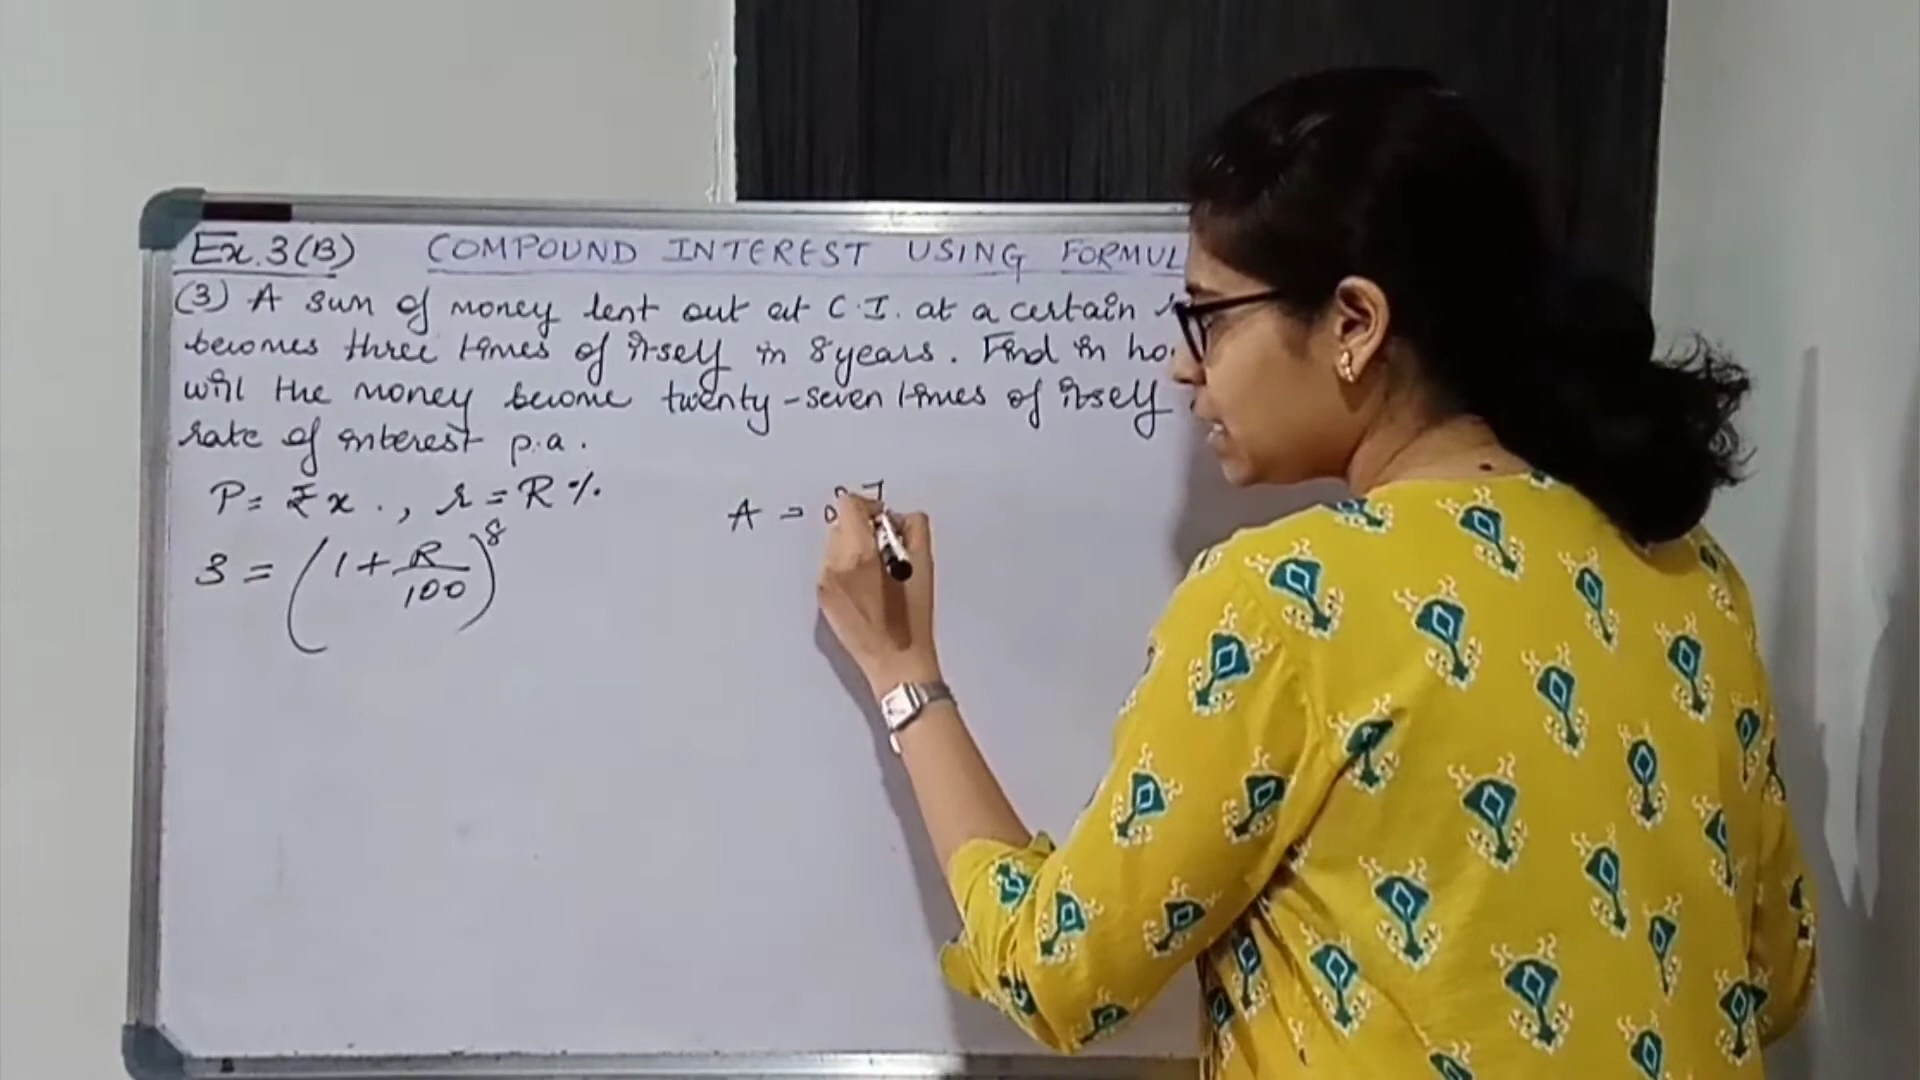 Ex. 3(B) COMPOUND INTEREST USING FORMUL
(3) A sum of money lent out at C.I. at a certain
becomes three times of itself in 8 years. Find in
will the money become twenty-seven times of itself
rate of interest p.a.
P = ₹ x . , r = R %
A =
3 = (1 + R/100)^8